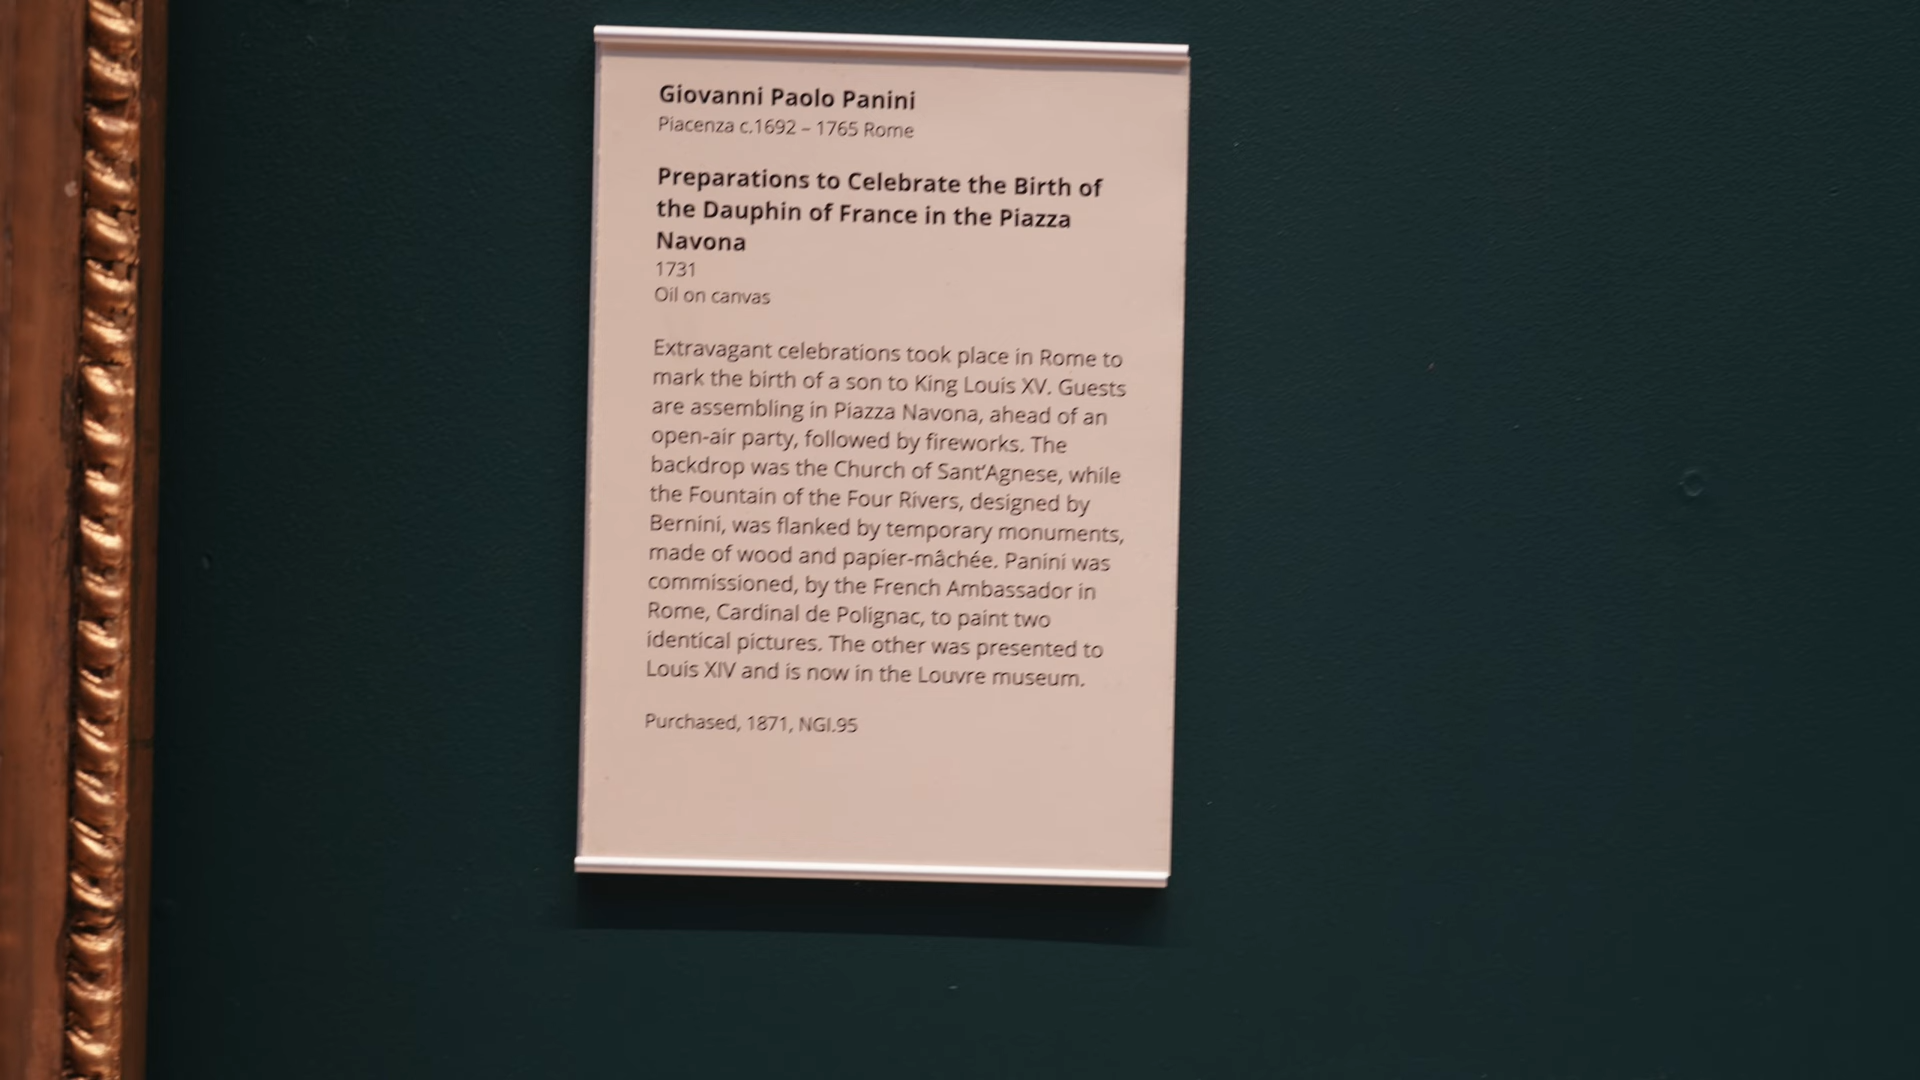 Giovanni Paolo Panini
Piacenza c.1692 – 1765 Rome
Preparations to Celebrate the Birth of
the Dauphin of France in the Piazza
Navona
1731
Oil on canvas
Extravagant celebrations took place in Rome to
mark the birth of a son to King Louis XV. Guests
are assembling in Piazza Navona, ahead of an
open-air party, followed by fireworks. The
backdrop was the Church of Sant’Agnese, while
the Fountain of the Four Rivers, designed by
Bernini, was flanked by temporary monuments,
made of wood and papier-mâchée. Panini was
commissioned, by the French Ambassador in
Rome, Cardinal de Polignac, to paint two
identical pictures. The other was presented to
Louis XIV and is now in the Louvre museum.
Purchased, 1871, NGI.95